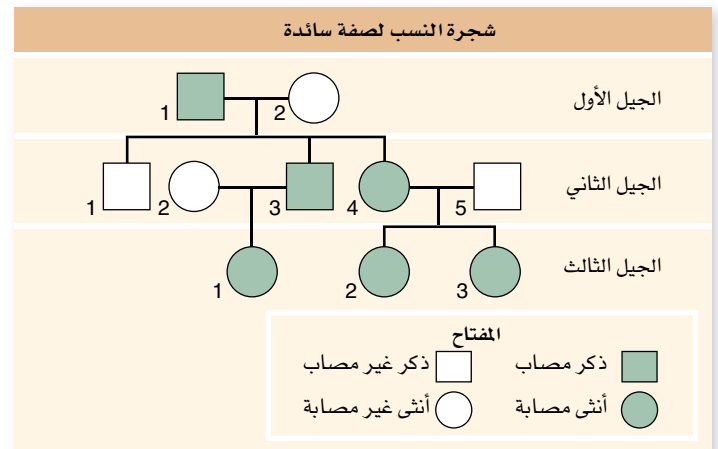 شجرة النسب لصفة سائدة
الجيل الأول
1 2
الجيل الثاني
1 2 3 4 5
الجيل الثالث
1 2 3
المفتاح
ذكر مصاب ذكر غير مصاب
أنثى مصابة أنثى غير مصابة